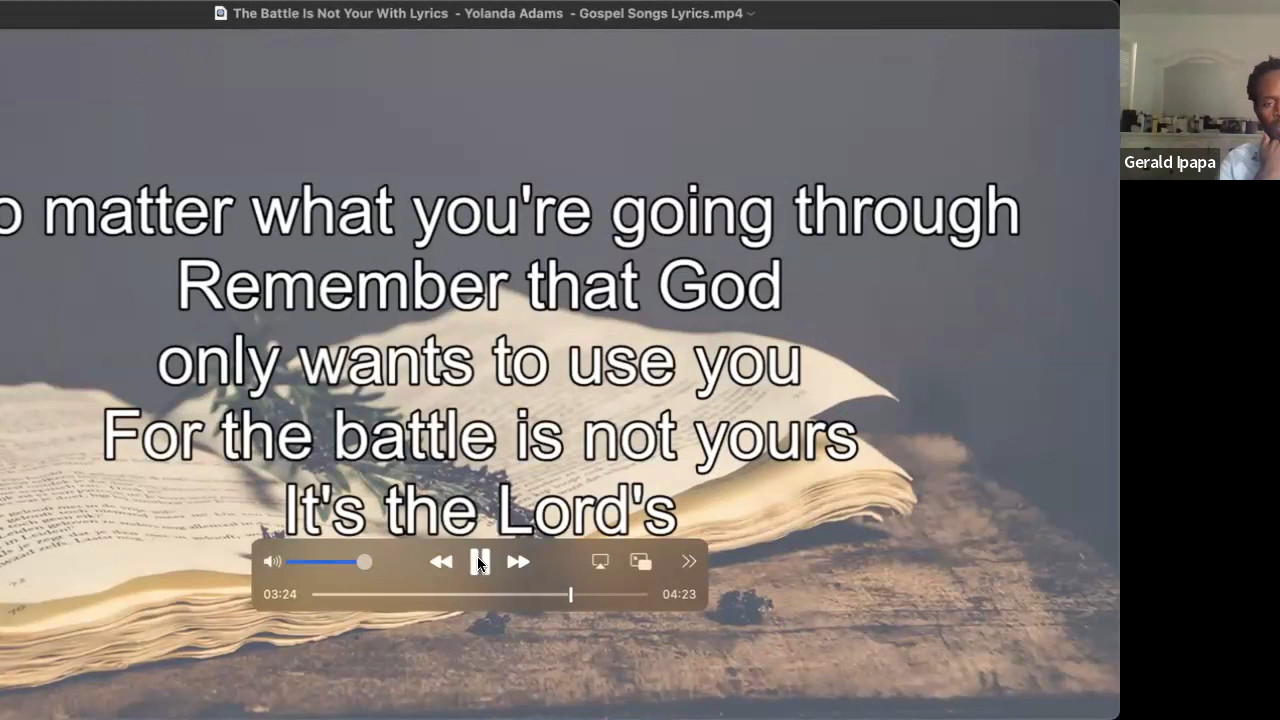 The Battle Is Not Your With Lyrics - Yolanda Adams - Gospel Songs Lyrics.mp4
Gerald Ipapa
o matter what you're going through
Remember that God
only wants to use you
For the battle is not yours
It's the Lord's
03:24
04:23